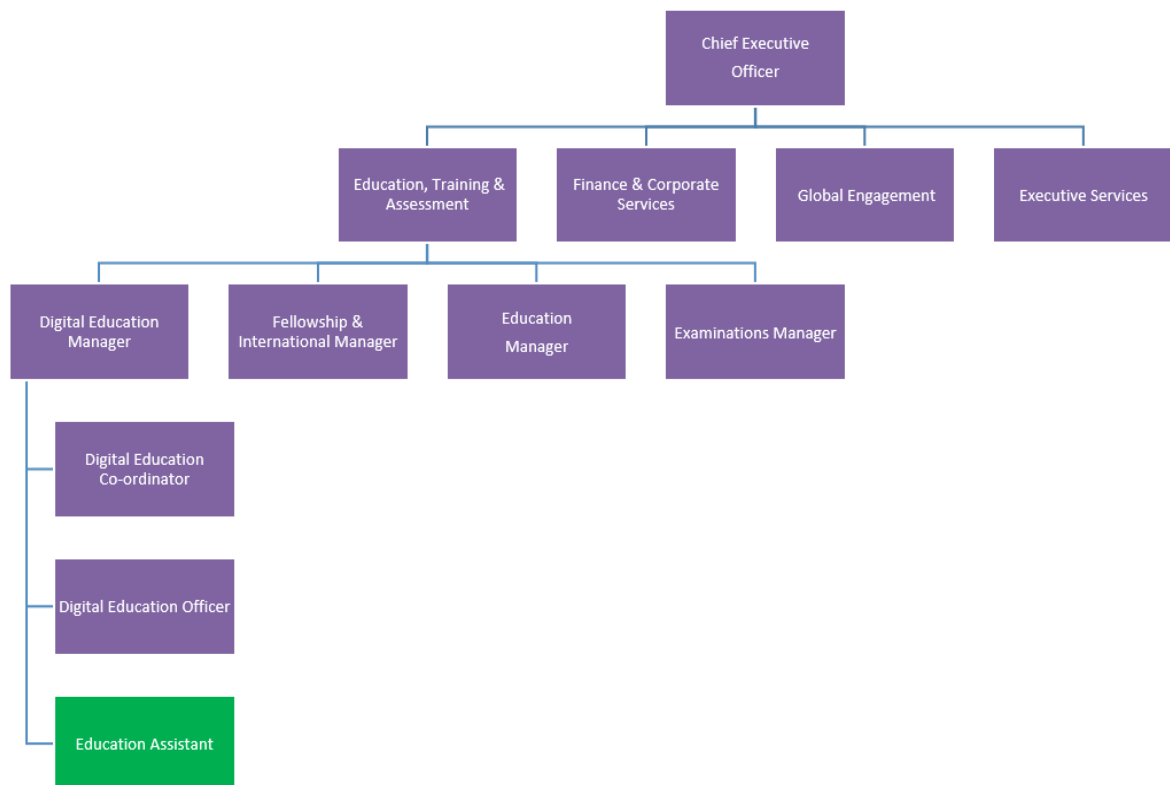 Chief Executive
Officer
Education, Training &
Assessment
Finance & Corporate
Services
Global Engagement
Executive Services
Digital Education
Manager
Fellowship &
International Manager
Education
Manager
Examinations Manager
Digital Education
Co-ordinator
Digital Education Officer
Education Assistant